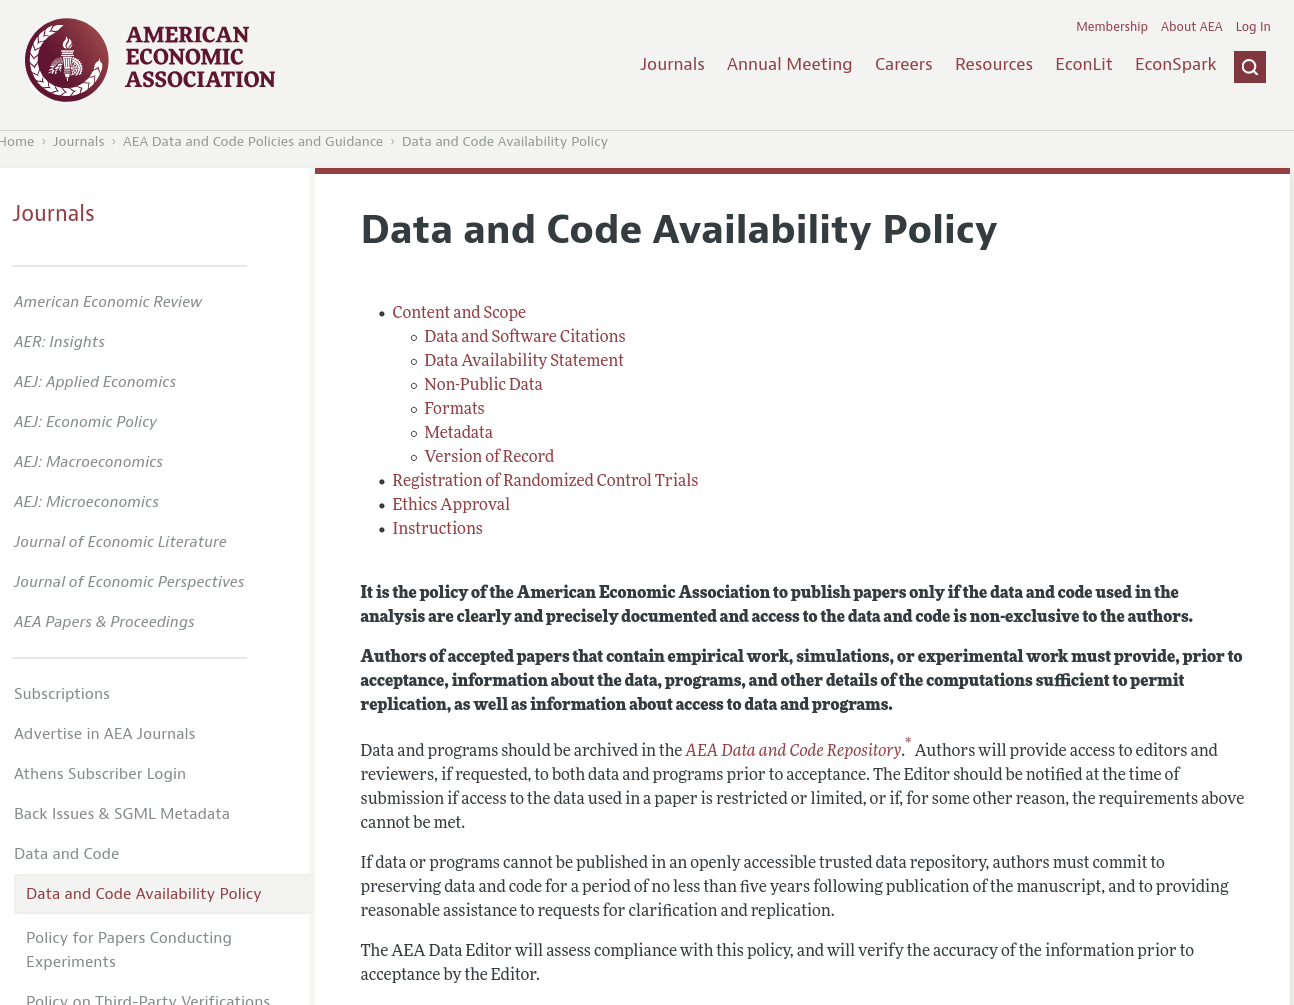 AMERICAN
ECONOMIC
ASSOCIATION
Membership About AEA Log In
Journals Annual Meeting Careers Resources EconLit EconSpark
Home › Journals › AEA Data and Code Policies and Guidance › Data and Code Availability Policy
Journals
American Economic Review
AER: Insights
AEJ: Applied Economics
AEJ: Economic Policy
AEJ: Macroeconomics
AEJ: Microeconomics
Journal of Economic Literature
Journal of Economic Perspectives
AEA Papers & Proceedings
Subscriptions
Advertise in AEA Journals
Athens Subscriber Login
Back Issues & SGML Metadata
Data and Code
Data and Code Availability Policy
Policy for Papers Conducting
Experiments
Policy on Third-Party Verifications
Data and Code Availability Policy
• Content and Scope
◦ Data and Software Citations
◦ Data Availability Statement
◦ Non-Public Data
◦ Formats
◦ Metadata
◦ Version of Record
• Registration of Randomized Control Trials
• Ethics Approval
• Instructions
It is the policy of the American Economic Association to publish papers only if the data and code used in the
analysis are clearly and precisely documented and access to the data and code is non-exclusive to the authors.
Authors of accepted papers that contain empirical work, simulations, or experimental work must provide, prior to
acceptance, information about the data, programs, and other details of the computations sufficient to permit
replication, as well as information about access to data and programs.
Data and programs should be archived in the AEA Data and Code Repository.* Authors will provide access to editors and
reviewers, if requested, to both data and programs prior to acceptance. The Editor should be notified at the time of
submission if access to the data used in a paper is restricted or limited, or if, for some other reason, the requirements above
cannot be met.
If data or programs cannot be published in an openly accessible trusted data repository, authors must commit to
preserving data and code for a period of no less than five years following publication of the manuscript, and to providing
reasonable assistance to requests for clarification and replication.
The AEA Data Editor will assess compliance with this policy, and will verify the accuracy of the information prior to
acceptance by the Editor.